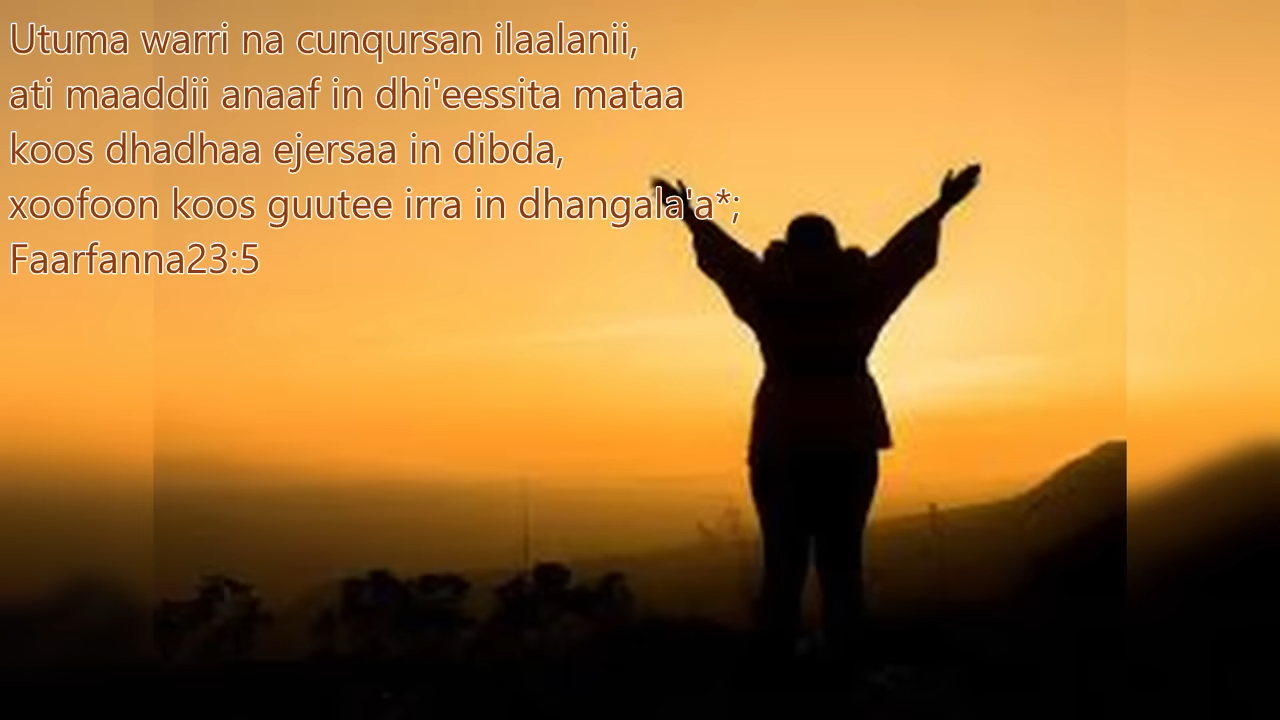 Utuma warri na cunqursan ilaalanii,
ati maaddii anaaf in dhi'eessita mataa
koos dhadhaa ejersaa in dibda,
xoofoon koos guutee irra in dhangala'a*;
Faarfanna23:5